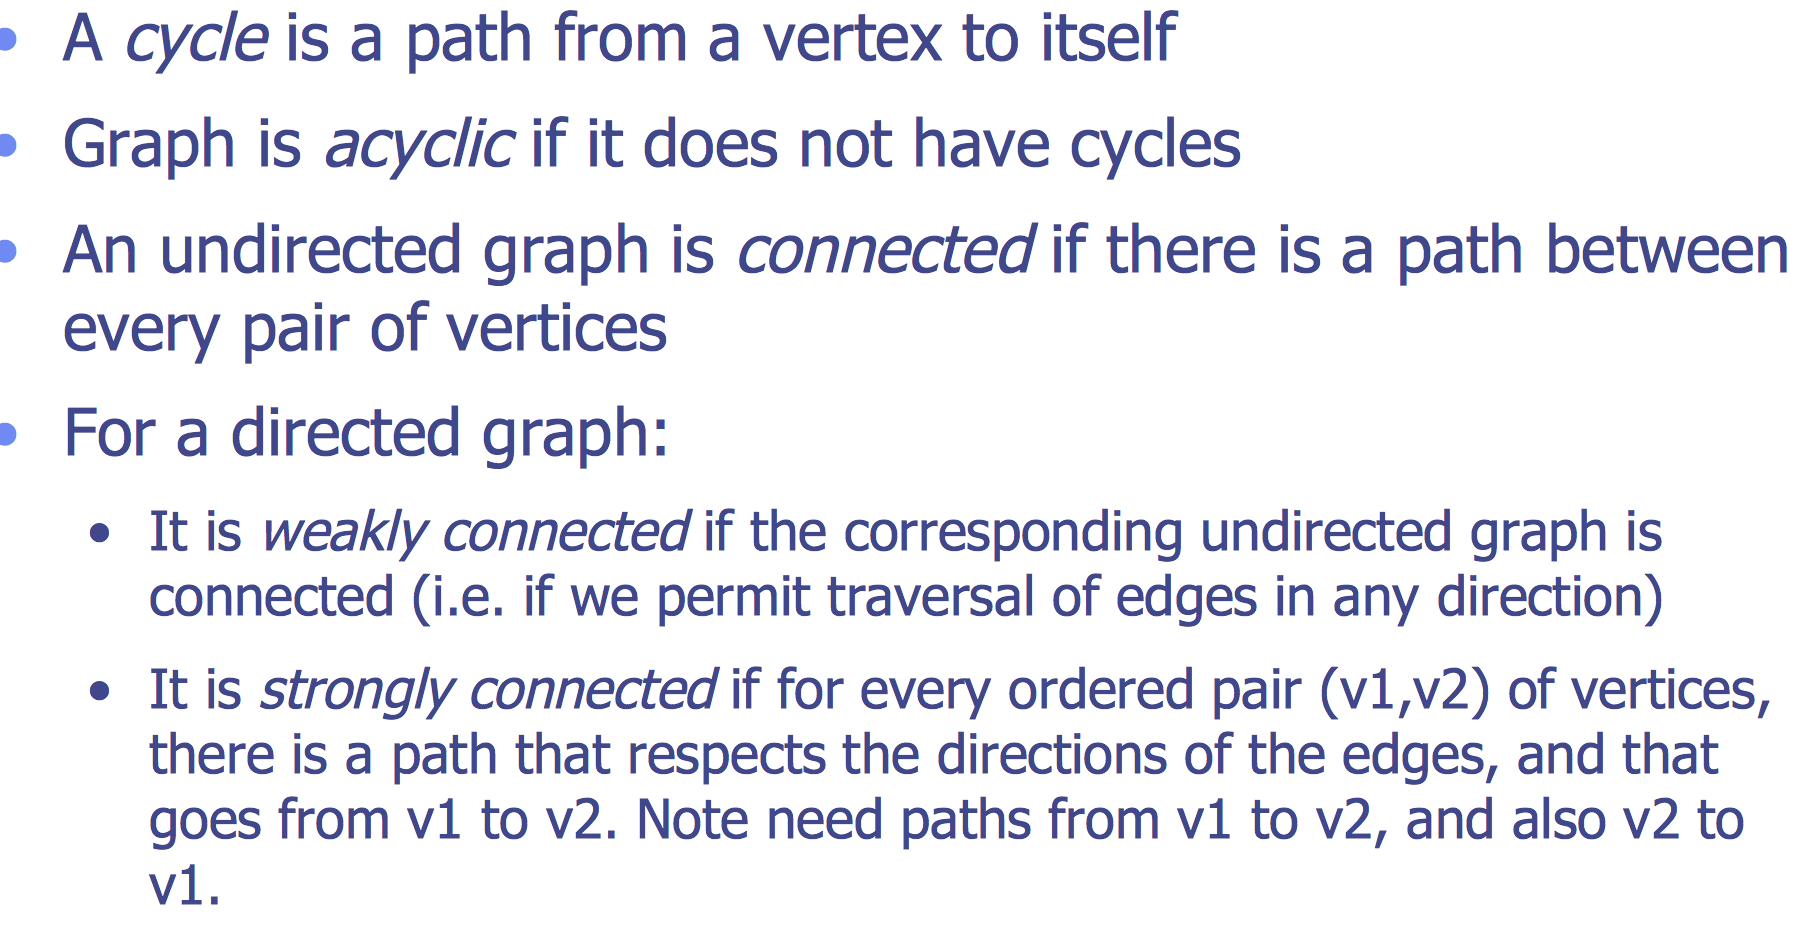 • A cycle is a path from a vertex to itself
• Graph is acyclic if it does not have cycles
• An undirected graph is connected if there is a path between
every pair of vertices
• For a directed graph:
• It is weakly connected if the corresponding undirected graph is
connected (i.e. if we permit traversal of edges in any direction)
• It is strongly connected if for every ordered pair (v1,v2) of vertices,
there is a path that respects the directions of the edges, and that
goes from v1 to v2. Note need paths from v1 to v2, and also v2 to
v1.